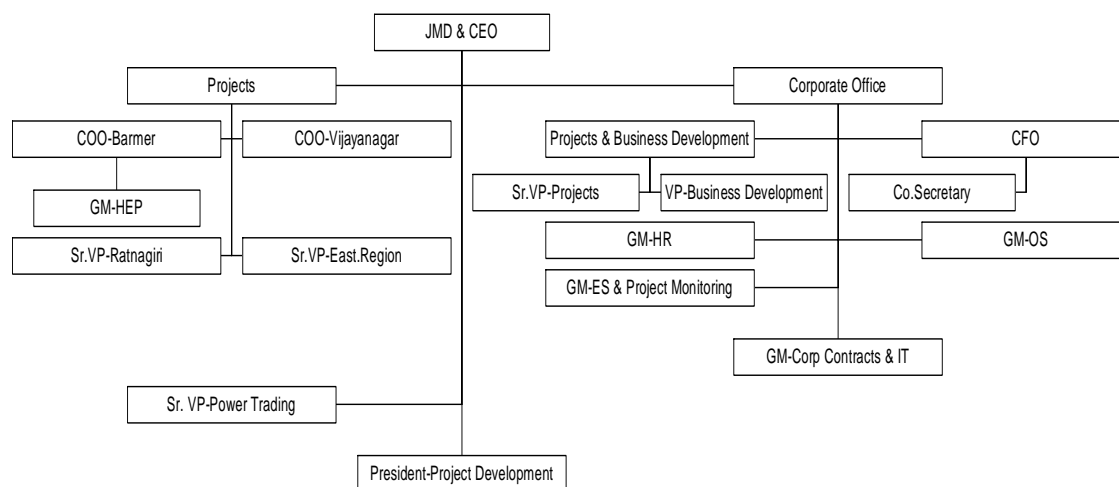 JMD & CEO
Projects
Corporate Office
COO-Barmer
COO-Vijayanagar
Projects & Business Development
CFO
Sr.VP-Projects
VP-Business Development
Co.Secretary
GM-HEP
GM-HR
GM-OS
Sr.VP-Ratnagiri
Sr.VP-East.Region
GM-ES & Project Monitoring
GM-Corp Contracts & IT
Sr. VP-Power Trading
President-Project Development